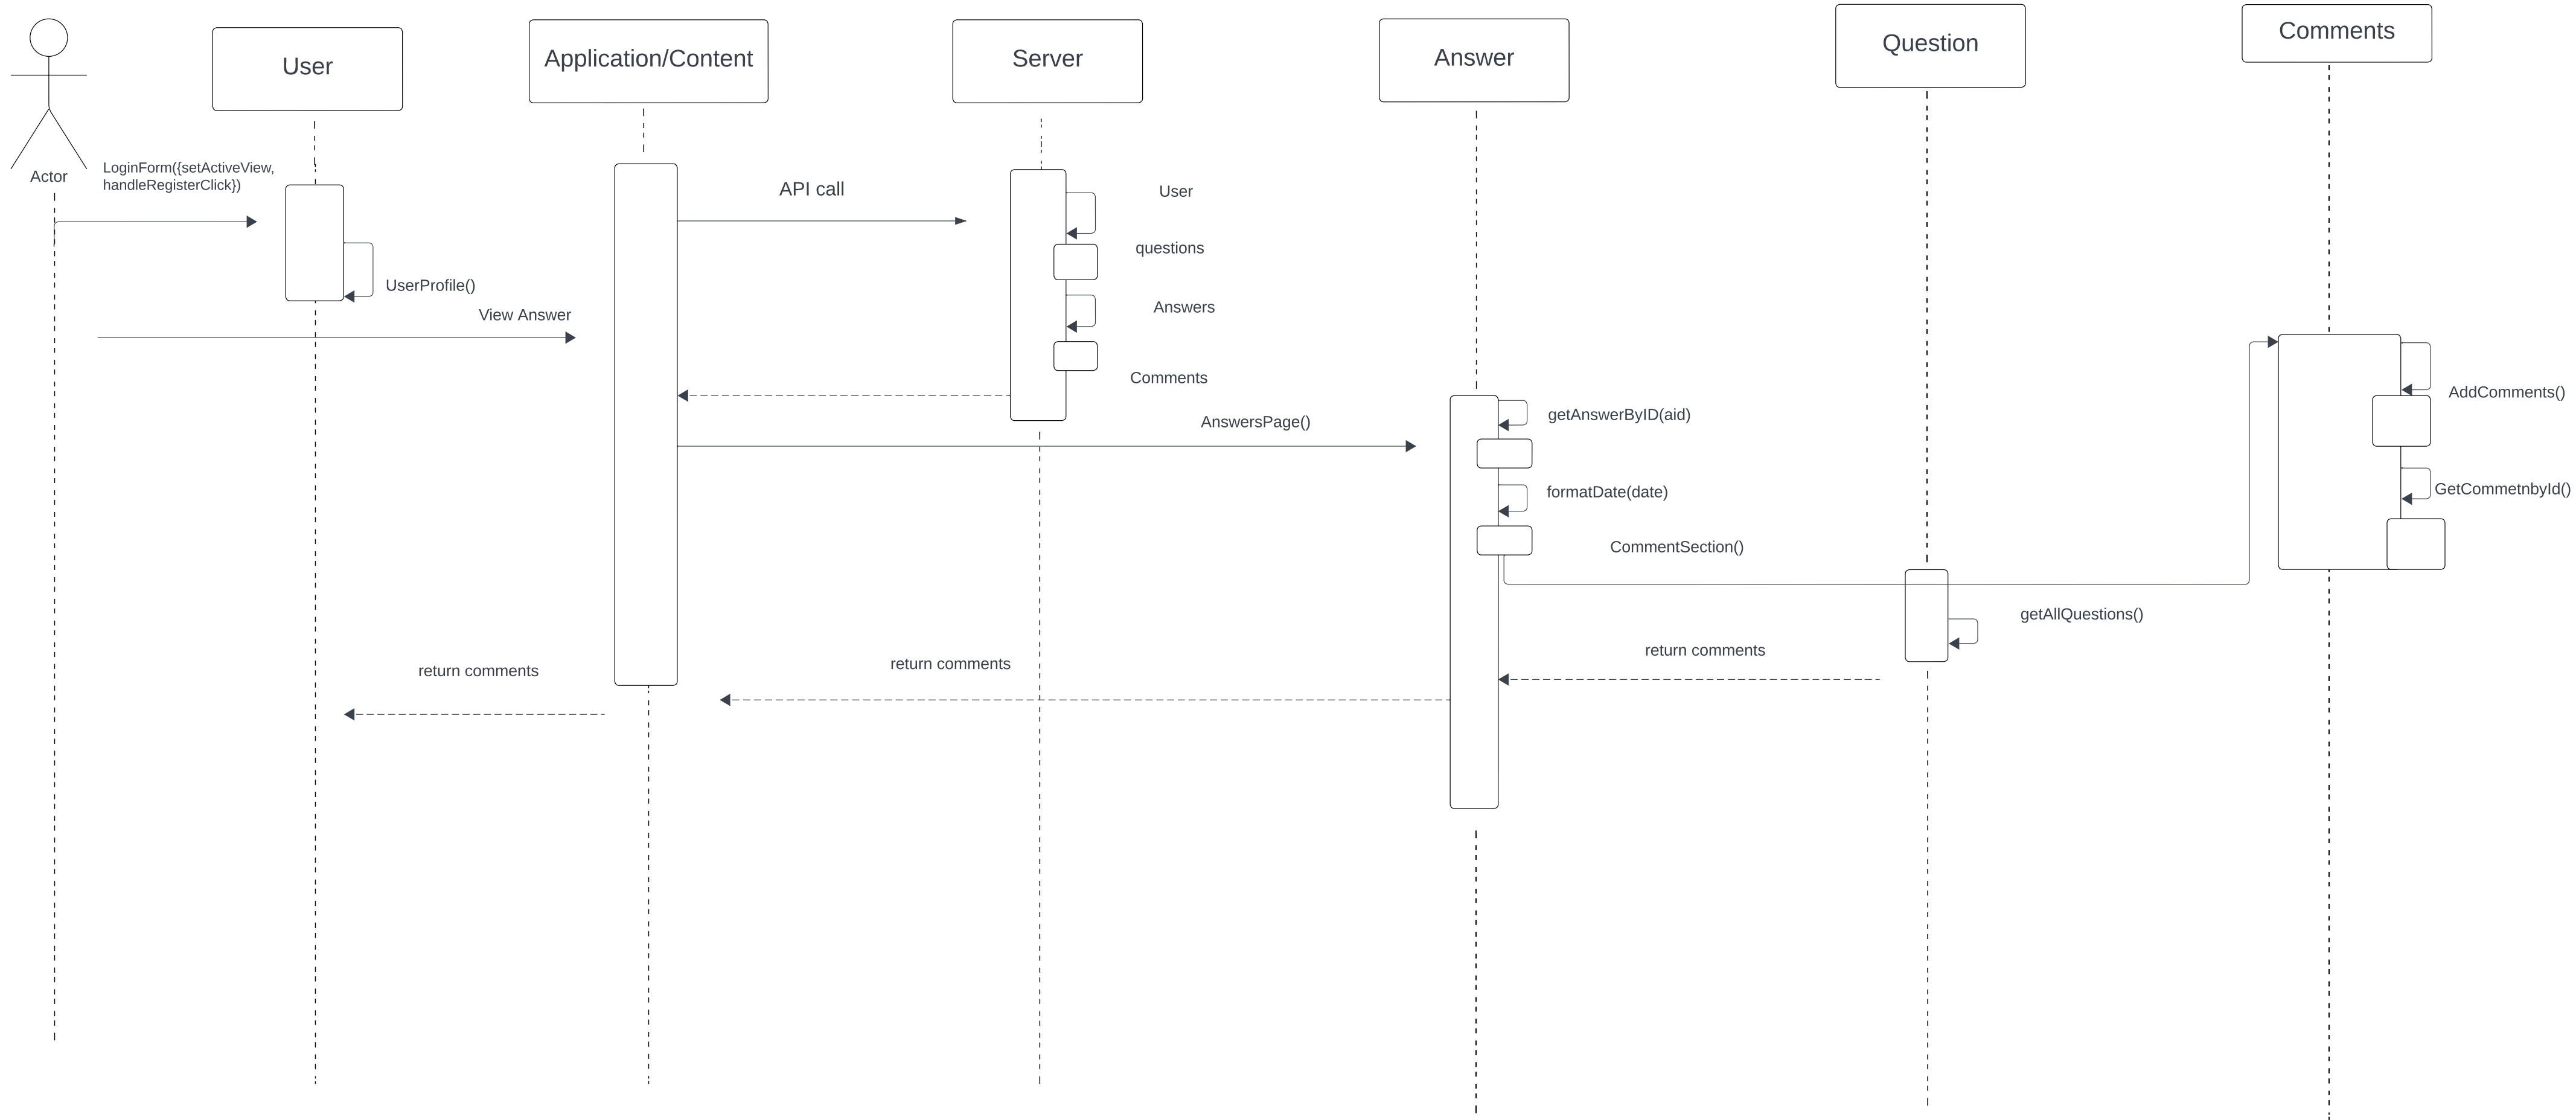 User
Application/Content
Server
Answer
Question
Comments
Actor
LoginForm({setActiveView,
handleRegisterClick})
UserProfile()
View Answer
API call
User
questions
Answers
Comments
AnswersPage()
getAnswerByID(aid)
formatDate(date)
CommentSection()
AddComments()
GetCommetnbyId()
getAllQuestions()
return comments
return comments
return comments